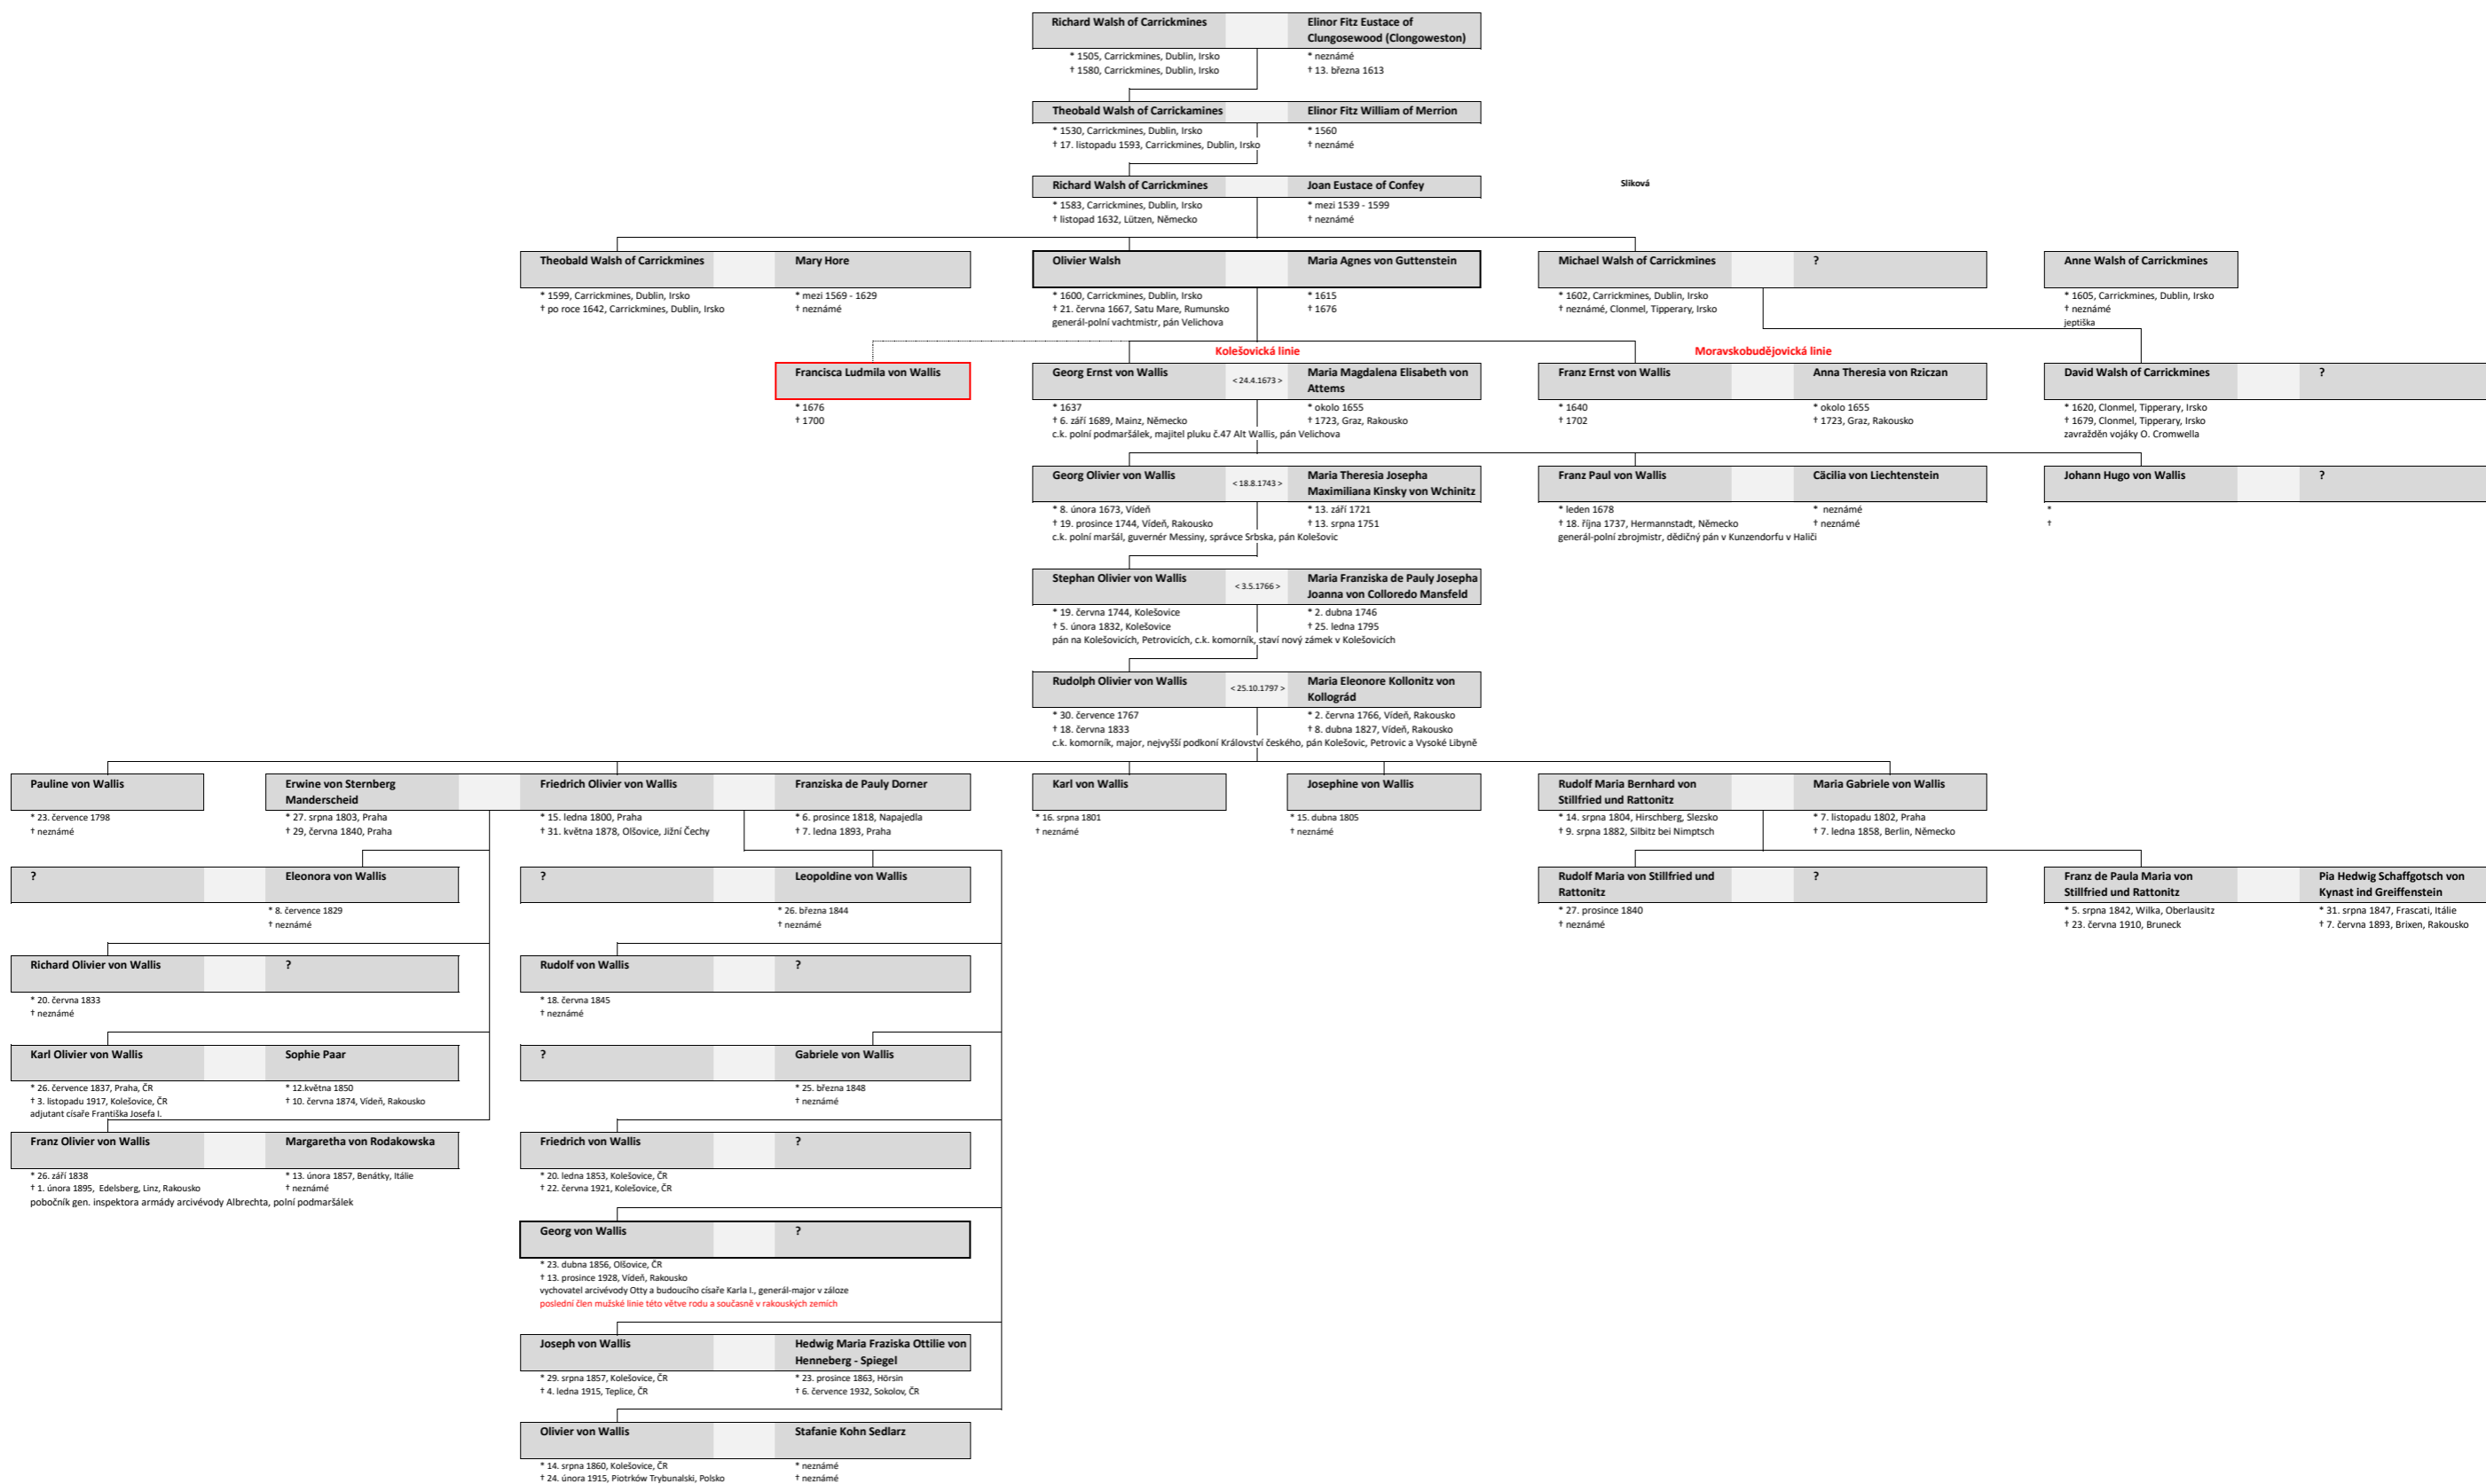 Richard Walsh of Carrickmines
Elinor Fitz Eustace of
Clungosewood (Clongoweston)
* 1505, Carrickmines, Dublin, Irsko
* neznámé
† 1580, Carrickmines, Dublin, Irsko
† 13. března 1613
Theobald Walsh of Carrickamines
Elinor Fitz William of Merrion
* 1530, Carrickmines, Dublin, Irsko
* 1560
† 17. listopadu 1593, Carrickmines, Dublin, Irsko
† neznámé
Richard Walsh of Carrickmines
Joan Eustace of Confey
Sliková
* 1583, Carrickmines, Dublin, Irsko
* mezi 1539 - 1599
† listopad 1632, Lützen, Německo
† neznámé
Theobald Walsh of Carrickmines
Mary Hore
Olivier Walsh
Maria Agnes von Guttenstein
Michael Walsh of Carrickmines
?
Anne Walsh of Carrickmines
* 1599, Carrickmines, Dublin, Irsko
* mezi 1569 - 1629
* 1600, Carrickmines, Dublin, Irsko
* 1615
* 1602, Carrickmines, Dublin, Irsko
* 1605, Carrickmines, Dublin, Irsko
† po roce 1642, Carrickmines, Dublin, Irsko
† neznámé
† 21. června 1667, Satu Mare, Rumunsko
† 1676
† neznámé, Clonmel, Tipperary, Irsko
† neznámé
generál-polní vachtmistr, pán Velichova
jeptiška
Kolešovická linie
Moravskobudějovická linie
Francisca Ludmila von Wallis
Georg Ernst von Wallis
< 24.4.1673 >
Maria Magdalena Elisabeth von
Attems
Franz Ernst von Wallis
Anna Theresia von Rziczan
David Walsh of Carrickmines
?
* 1676
* 1637
* okolo 1655
* 1640
* okolo 1655
* 1620, Clonmel, Tipperary, Irsko
† 1700
† 6. září 1689, Mainz, Německo
† 1723, Graz, Rakousko
† 1702
† 1723, Graz, Rakousko
† 1679, Clonmel, Tipperary, Irsko
c.k. polní podmaršálek, majitel pluku č.47 Alt Wallis, pán Velichova
zavražděn vojáky O. Cromwella
Georg Olivier von Wallis
< 18.8.1743 >
Maria Theresia Josepha
Maximiliana Kinsky von Wchinitz
Franz Paul von Wallis
Cäcilia von Liechtenstein
Johann Hugo von Wallis
?
* 8. února 1673, Vídeň
* 13. září 1721
* leden 1678
* neznámé
*
† 19. prosince 1744, Vídeň, Rakousko
† 13. srpna 1751
† 18. října 1737, Hermannstadt, Německo
† neznámé
†
c.k. polní maršál, guvernér Messiny, správce Srbska, pán Kolešovic
generál-polní zbrojmistr, dědičný pán v Kunzendorfu v Haliči
Stephan Olivier von Wallis
< 3.5.1766 >
Maria Franziska de Pauly Josepha
Joanna von Colloredo Mansfeld
* 19. června 1744, Kolešovice
* 2. dubna 1746
† 5. února 1832, Kolešovice
† 25. ledna 1795
pán na Kolešovicích, Petrovicích, c.k. komorník, staví nový zámek v Kolešovicích
Rudolph Olivier von Wallis
< 25.10.1797 >
Maria Eleonore Kollonitz von
Kollográd
* 30. července 1767
* 2. června 1766, Vídeň, Rakousko
† 18. června 1833
† 8. dubna 1827, Vídeň, Rakousko
c.k. komorník, major, nejvyšší podkoní Království českého, pán Kolešovic, Petrovic a Vysoké Libyně
Pauline von Wallis
Erwine von Sternberg
Manderscheid
Friedrich Olivier von Wallis
Franziska de Pauly Dorner
Karl von Wallis
Josephine von Wallis
Rudolf Maria Bernhard von
Stillfried und Rattonitz
Maria Gabriele von Wallis
* 23. července 1798
* 27. srpna 1803, Praha
* 15. ledna 1800, Praha
* 6. prosince 1818, Napajedla
* 16. srpna 1801
* 15. dubna 1805
* 14. srpna 1804, Hirschberg, Slezsko
* 7. listopadu 1802, Praha
† neznámé
† 29, června 1840, Praha
† 31. května 1878, Olšovice, Jižní Čechy
† 7. ledna 1893, Praha
† neznámé
† neznámé
† 9. srpna 1882, Silbitz bei Nimptsch
† 7. ledna 1858, Berlin, Německo
?
Eleonora von Wallis
?
Leopoldine von Wallis
Rudolf Maria von Stillfried und
Rattonitz
?
Franz de Paula Maria von
Stillfried und Rattonitz
Pia Hedwig Schaffgotsch von
Kynast ind Greiffenstein
* 8. července 1829
* 26. března 1844
* 27. prosince 1840
* 5. srpna 1842, Wilka, Oberlausitz
* 31. srpna 1847, Frascati, Itálie
† neznámé
† neznámé
† neznámé
† 23. června 1910, Bruneck
† 7. června 1893, Brixen, Rakousko
Richard Olivier von Wallis
?
Rudolf von Wallis
?
* 20. června 1833
* 18. června 1845
† neznámé
† neznámé
Karl Olivier von Wallis
Sophie Paar
?
Gabriele von Wallis
* 26. července 1837, Praha, ČR
* 12.května 1850
* 25. března 1848
† 3. listopadu 1917, Kolešovice, ČR
† 10. června 1874, Vídeň, Rakousko
† neznámé
adjutant císaře Františka Josefa I.
Franz Olivier von Wallis
Margaretha von Rodakowska
Friedrich von Wallis
?
* 26. září 1838
* 13. února 1857, Benátky, Itálie
* 20. ledna 1853, Kolešovice, ČR
† 1. února 1895, Edelsberg, Linz, Rakousko
† neznámé
† 22. června 1921, Kolešovice, ČR
pobočník gen. inspektora armády arcivévody Albrechta, polní podmaršálek
Georg von Wallis
?
* 23. dubna 1856, Olšovice, ČR
† 13. prosince 1928, Vídeň, Rakousko
vychovatel arcivévody Otty a budoucího císaře Karla I., generál-major v záloze
poslední člen mužské linie této větve rodu a současně v rakouských zemích
Joseph von Wallis
Hedwig Maria Fraziska Ottilie von
Henneberg - Spiegel
* 29. srpna 1857, Kolešovice, ČR
* 23. prosince 1863, Hörsin
† 4. ledna 1915, Teplice, ČR
† 6. července 1932, Sokolov, ČR
Olivier von Wallis
Stafanie Kohn Sedlarz
* 14. srpna 1860, Kolešovice, ČR
* neznámé
† 24. února 1915, Piotrków Trybunalski, Polsko
† neznámé